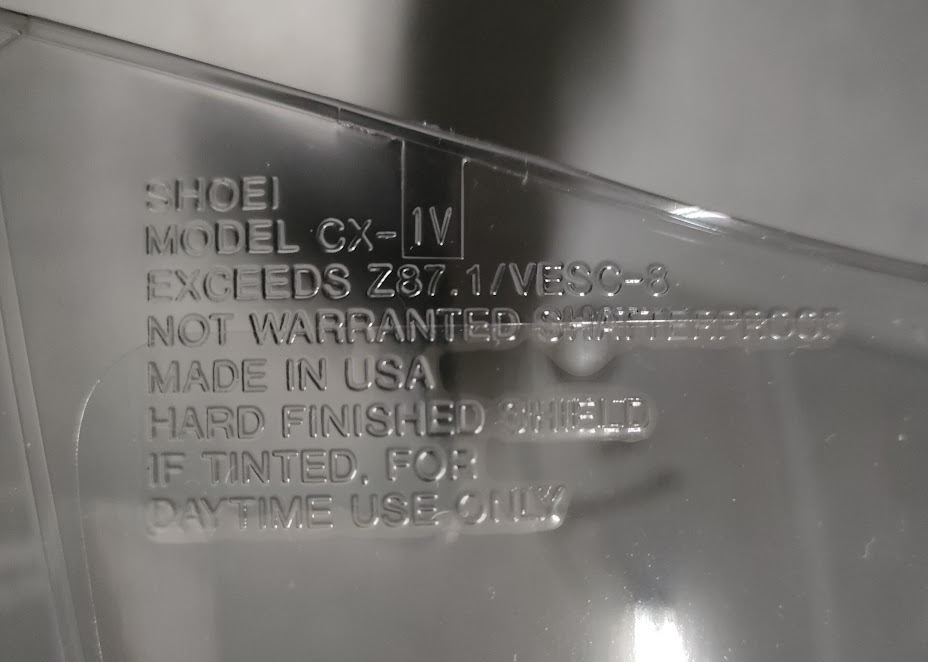 SHOEI
MODEL CX-1V
EXCEEDS Z87.1/VESC-8
NOT WARRANTED SHATTERPROOF
MADE IN USA
HARD FINISHED SHIELD
IF TINTED, FOR
DAYTIME USE ONLY